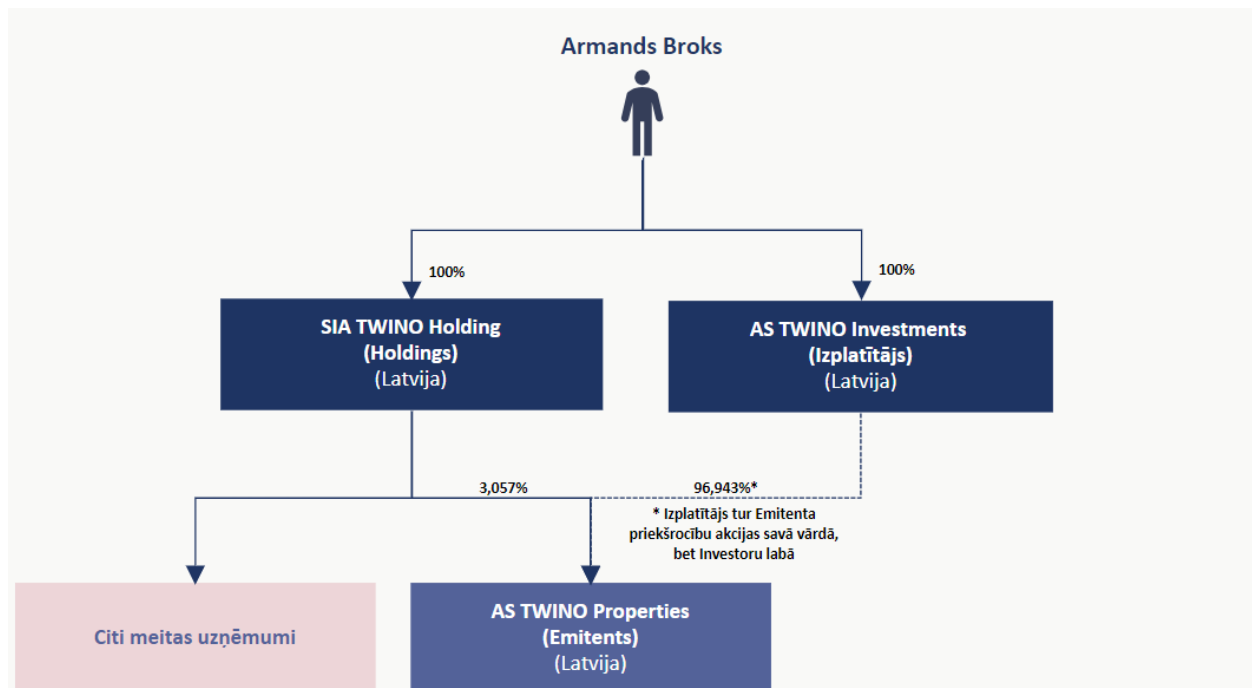 Armands Broks
100%
100%
SIA TWINO Holding
(Holdings)
(Latvija)
AS TWINO Investments
(Izplatītājs)
(Latvija)
3,057%
96,943%*
* Izplatītājs tur Emitenta
priekšrocību akcijas savā vārdā,
bet Investoru labā
Citi meitas uzņēmumi
AS TWINO Properties
(Emitents)
(Latvija)